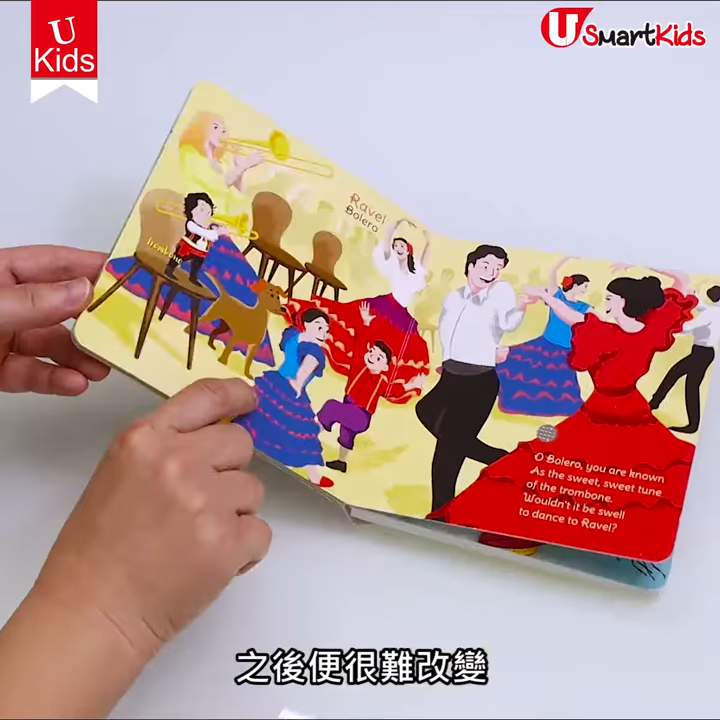 U
Kids
U SmartKids
Ravel
Bolero
Trombone
O Bolero, you are known
As the sweet, sweet tune
of the trombone.
Wouldn't it be swell
to dance to Ravel?
之後便很難改變